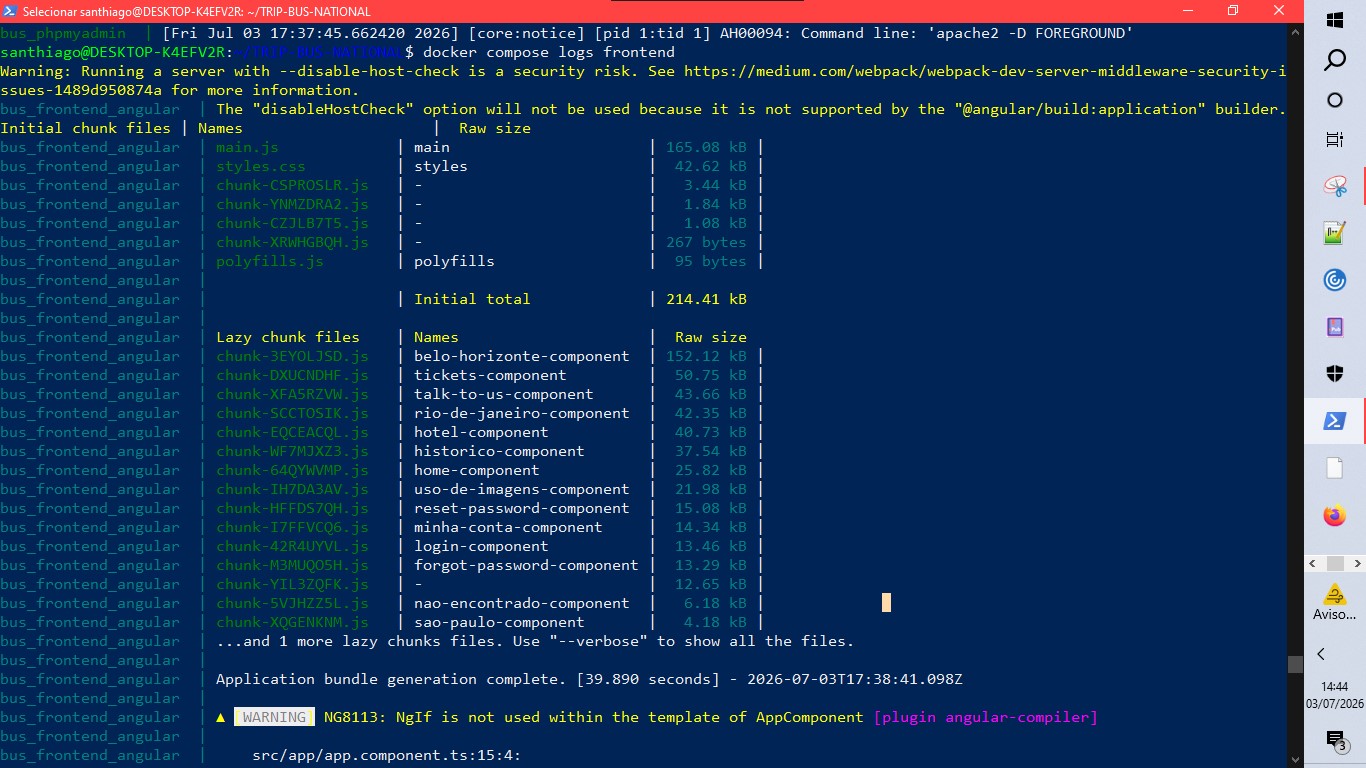 Selecionar santhiago@DESKTOP-K4EFV2R: ~/TRIP-BUS-NATIONAL
bus_phpmyadmin | [Fri Jul 03 17:37:45.662420 2026] [core:notice] [pid 1:tid 1] AH00094: Command line: 'apache2 -D FOREGROUND'
santhiago@DESKTOP-K4EFV2R:~/TRIP-BUS-NATIONAL$ docker compose logs frontend
Warning: Running a server with --disable-host-check is a security risk. See https://medium.com/webpack/webpack-dev-server-middleware-security-i
ssues-1489d950874a for more information.
bus_frontend_angular | The "disableHostCheck" option will not be used because it is not supported by the "@angular/build:application" builder.
Initial chunk files | Names | Raw size
bus_frontend_angular | main.js | main | 165.08 kB |
bus_frontend_angular | styles.css | styles | 42.62 kB |
bus_frontend_angular | chunk-CSPROSLR.js | - | 3.44 kB |
bus_frontend_angular | chunk-YNMZDRA2.js | - | 1.84 kB |
bus_frontend_angular | chunk-CZJLB7T5.js | - | 1.08 kB |
bus_frontend_angular | chunk-XRWHGBQH.js | - | 267 bytes |
bus_frontend_angular | polyfills.js | polyfills | 95 bytes |
bus_frontend_angular |
bus_frontend_angular | | Initial total | 214.41 kB
bus_frontend_angular |
bus_frontend_angular | Lazy chunk files | Names | Raw size
bus_frontend_angular | chunk-3EYOLJSD.js | belo-horizonte-component | 152.12 kB |
bus_frontend_angular | chunk-DXUCNDHF.js | tickets-component | 50.75 kB |
bus_frontend_angular | chunk-XFA5RZVW.js | talk-to-us-component | 43.66 kB |
bus_frontend_angular | chunk-SCCTOSIK.js | rio-de-janeiro-component | 42.35 kB |
bus_frontend_angular | chunk-EQCEACQL.js | hotel-component | 40.73 kB |
bus_frontend_angular | chunk-WF7MJXZ3.js | historico-component | 37.54 kB |
bus_frontend_angular | chunk-64QYWVMP.js | home-component | 25.82 kB |
bus_frontend_angular | chunk-IH7DA3AV.js | uso-de-imagens-component | 21.98 kB |
bus_frontend_angular | chunk-HFFDS7QH.js | reset-password-component | 15.08 kB |
bus_frontend_angular | chunk-I7FFVCQ6.js | minha-conta-component | 14.34 kB |
bus_frontend_angular | chunk-42R4UYVL.js | login-component | 13.46 kB |
bus_frontend_angular | chunk-M3MUQO5H.js | forgot-password-component | 13.29 kB |
bus_frontend_angular | chunk-YIL3ZQFK.js | - | 12.65 kB |
bus_frontend_angular | chunk-5VJHZZ5L.js | nao-encontrado-component | 6.18 kB |
bus_frontend_angular | chunk-XQGENKNM.js | sao-paulo-component | 4.18 kB |
bus_frontend_angular | ...and 1 more lazy chunks files. Use "--verbose" to show all the files.
bus_frontend_angular |
bus_frontend_angular | Application bundle generation complete. [39.890 seconds] - 2026-07-03T17:38:41.098Z
bus_frontend_angular |
bus_frontend_angular | ▲ [WARNING] NG8113: NgIf is not used within the template of AppComponent [plugin angular-compiler]
bus_frontend_angular |
bus_frontend_angular | src/app/app.component.ts:15:4:
Aviso...
14:44
03/07/2026
3